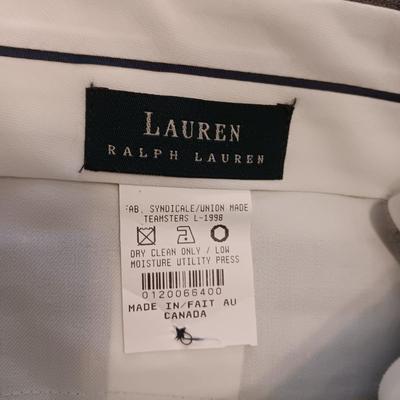 LAUREN
RALPH LAUREN
FAB. SYNDICALE/UNION MADE
TEAMSTERS L-1998
DRY CLEAN ONLY / LOW
MOISTURE UTILITY PRESS
0120066400
MADE IN/FAIT AU
CANADA